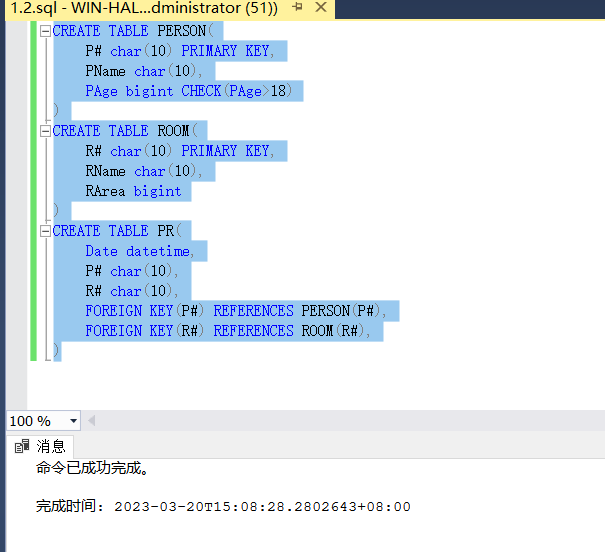 1.2.sql - WIN-HAL...dministrator (51))
CREATE TABLE PERSON(
P# char(10) PRIMARY KEY,
PName char(10),
PAge bigint CHECK(PAge>18)
)
CREATE TABLE ROOM(
R# char(10) PRIMARY KEY,
RName char(10),
RArea bigint
)
CREATE TABLE PR(
Date datetime,
P# char(10),
R# char(10),
FOREIGN KEY(P#) REFERENCES PERSON(P#),
FOREIGN KEY(R#) REFERENCES ROOM(R#),
)
100 %
消息
命令已成功完成。
完成时间: 2023-03-20T15:08:28.2802643+08:00